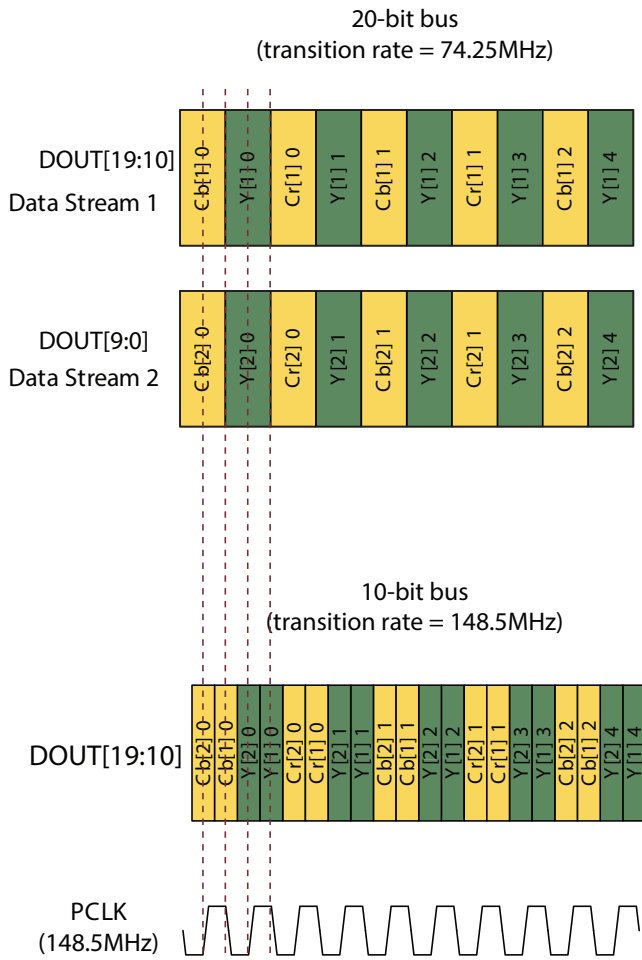 20-bit bus
(transition rate = 74.25MHz)
DOUT[19:10]
Data Stream 1
Cb[1] 0
Y[1] 0
Cr[1] 0
Y[1] 1
Cb[1] 1
Y[1] 2
Cr[1] 1
Y[1] 3
Cb[1] 2
Y[1] 4
DOUT[9:0]
Data Stream 2
Cb[2] 0
Y[2] 0
Cr[2] 0
Y[2] 1
Cb[2] 1
Y[2] 2
Cr[2] 1
Y[2] 3
Cb[2] 2
Y[2] 4
10-bit bus
(transition rate = 148.5MHz)
DOUT[19:10]
Cb[2] 0
Cb[1] 0
Y[2] 0
Y[1] 0
Cr[2] 0
Cr[1] 0
Y[2] 1
Y[1] 1
Cb[2] 1
Cb[1] 1
Y[2] 2
Y[1] 2
Cr[2] 1
Cr[1] 1
Y[2] 3
Y[1] 3
Cb[2] 2
Cb[1] 2
Y[2] 4
Y[1] 4
PCLK
(148.5MHz)